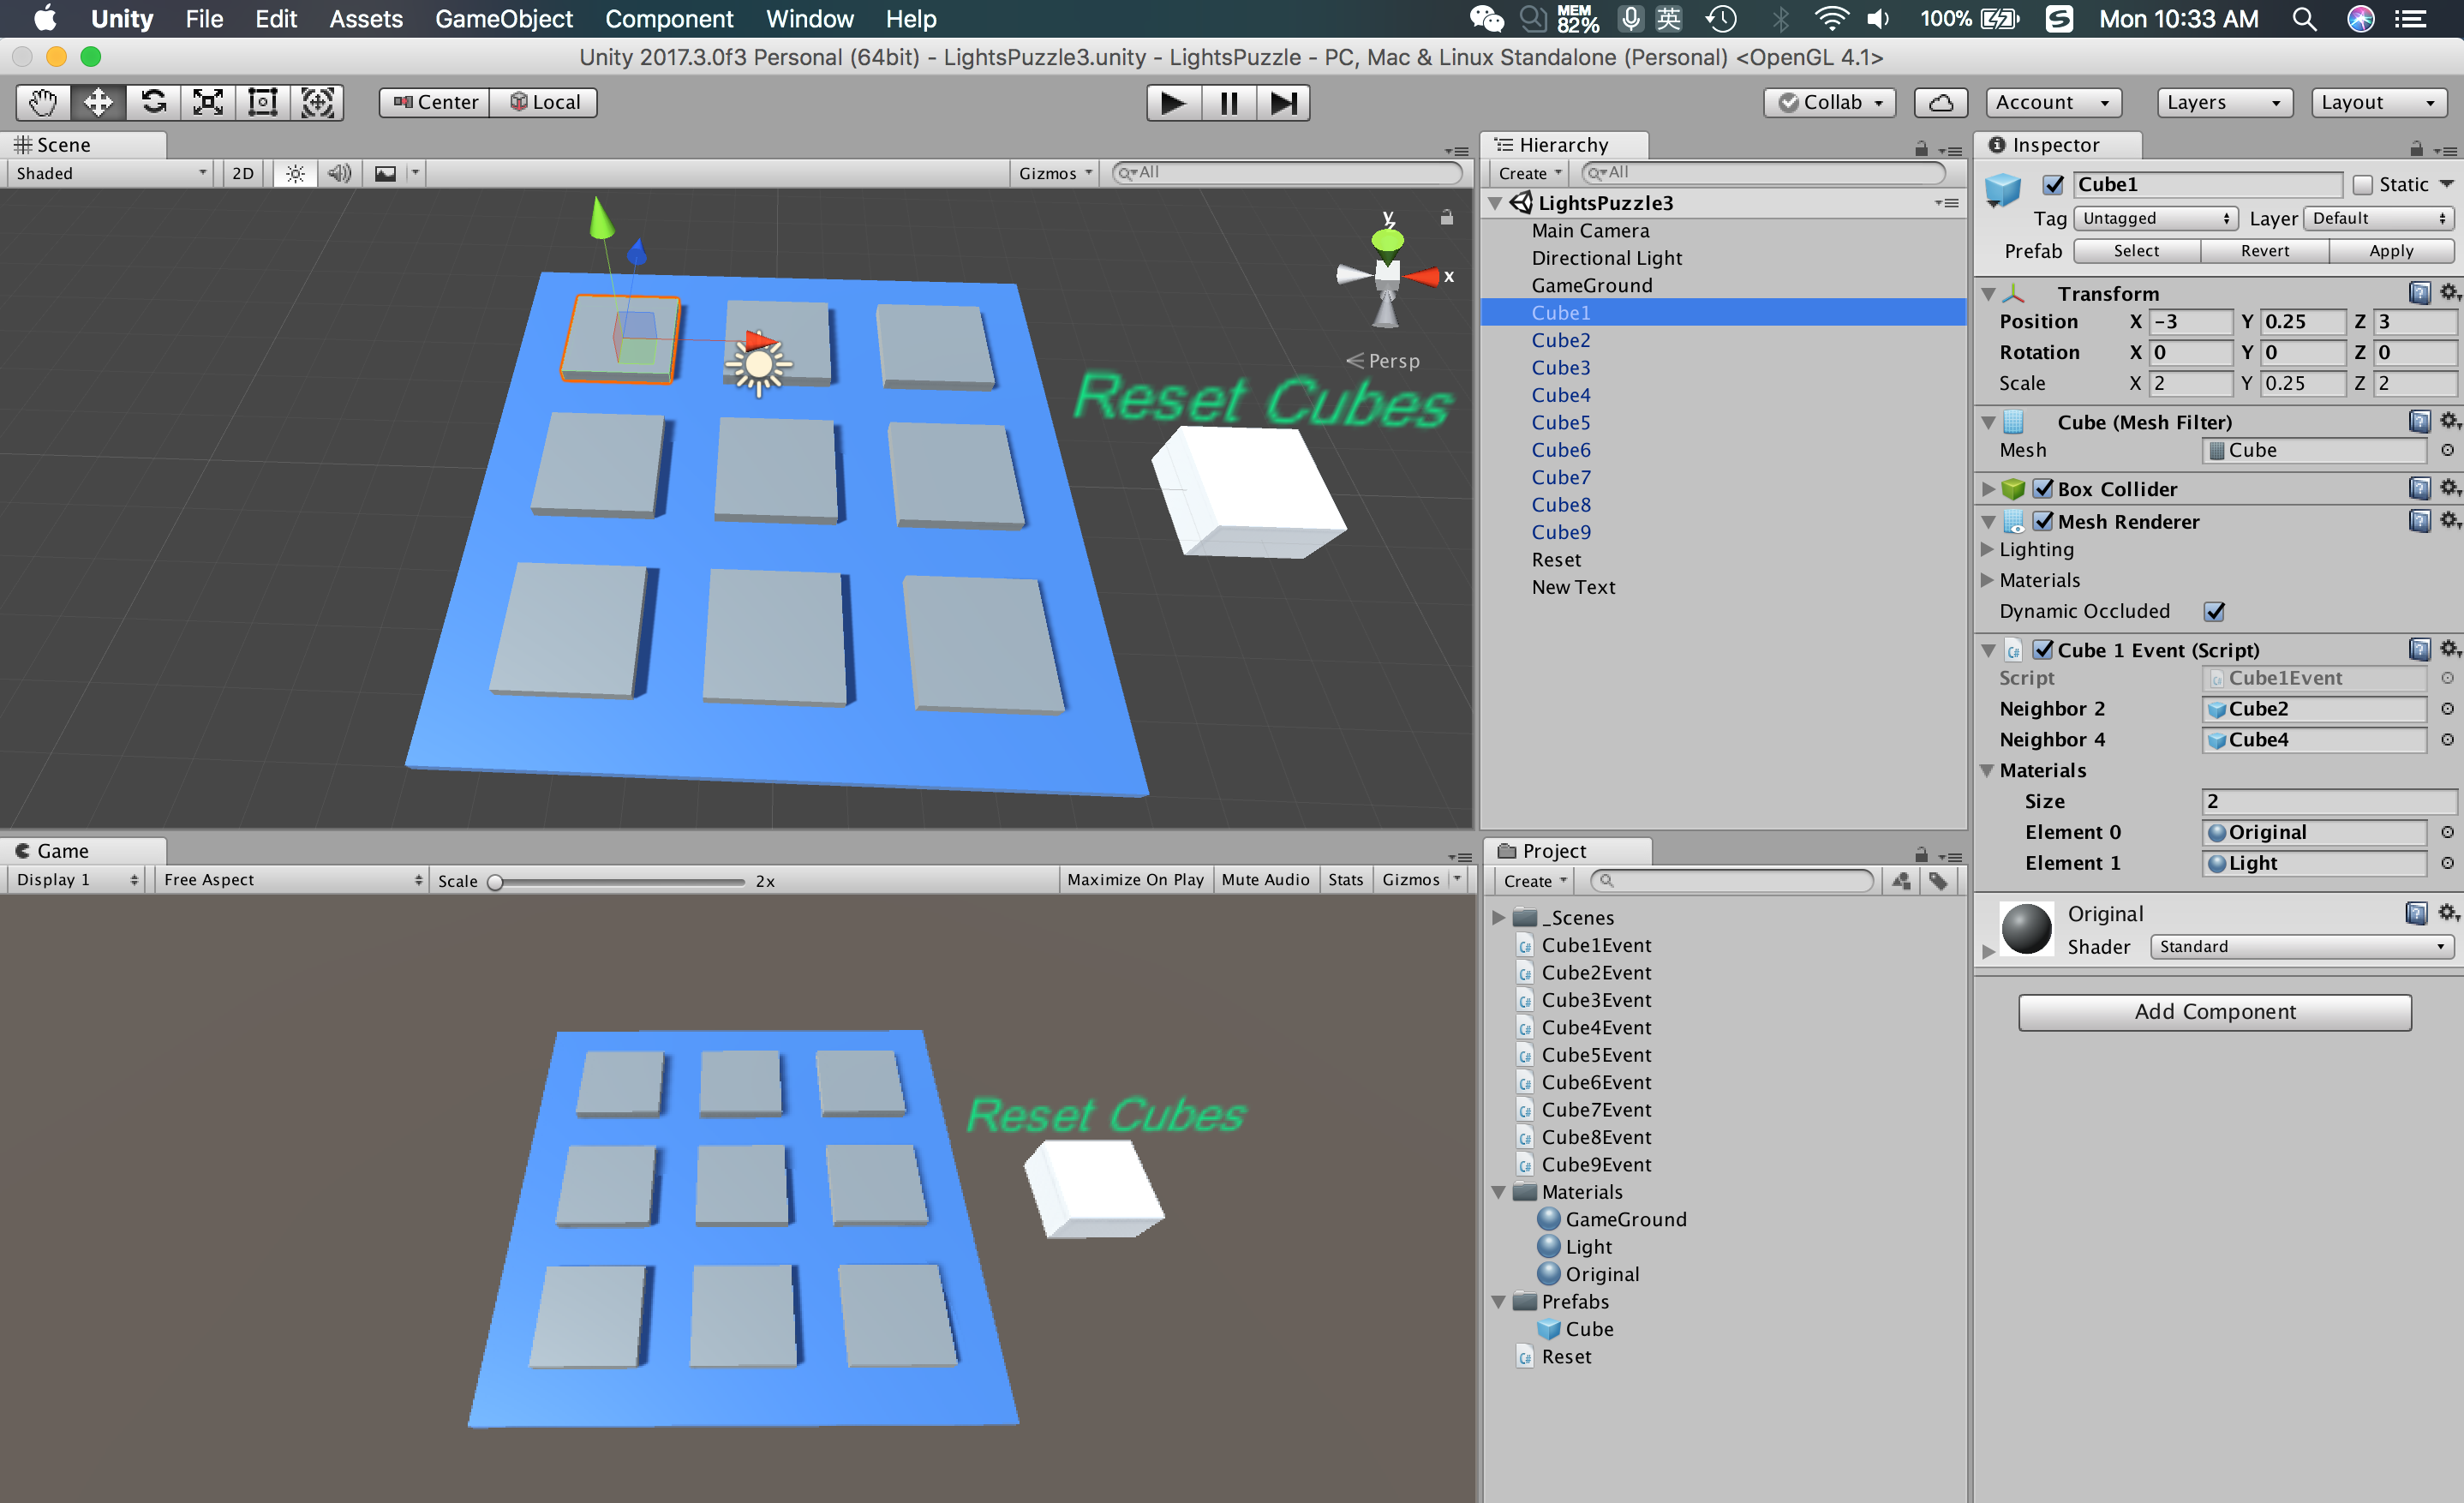 Unity File Edit Assets GameObject Component Window Help MEM 82% 英 100% S Mon 10:33 AM
Unity 2017.3.0f3 Personal (64bit) - LightsPuzzle3.unity - LightsPuzzle - PC, Mac & Linux Standalone (Personal) <OpenGL 4.1>
Center Local Collab Account Layers Layout
Scene
Shaded 2D Gizmos All
y
z
x
Persp
Reset Cubes
Hierarchy
Create All
LightsPuzzle3
Main Camera
Directional Light
GameGround
Cube1
Cube2
Cube3
Cube4
Cube5
Cube6
Cube7
Cube8
Cube9
Reset
New Text
Inspector
Cube1 Static
Tag Untagged Layer Default
Prefab Select Revert Apply
Transform
Position X -3 Y 0.25 Z 3
Rotation X 0 Y 0 Z 0
Scale X 2 Y 0.25 Z 2
Cube (Mesh Filter)
Mesh Cube
Box Collider
Mesh Renderer
Lighting
Materials
Dynamic Occluded
C# Cube 1 Event (Script)
Script Cube1Event
Neighbor 2 Cube2
Neighbor 4 Cube4
Materials
Size 2
Element 0 Original
Element 1 Light
Original
Shader Standard
Add Component
Game
Display 1 Free Aspect Scale 2x Maximize On Play Mute Audio Stats Gizmos
Reset Cubes
Project
Create
_Scenes
C# Cube1Event
C# Cube2Event
C# Cube3Event
C# Cube4Event
C# Cube5Event
C# Cube6Event
C# Cube7Event
C# Cube8Event
C# Cube9Event
Materials
GameGround
Light
Original
Prefabs
Cube
C# Reset